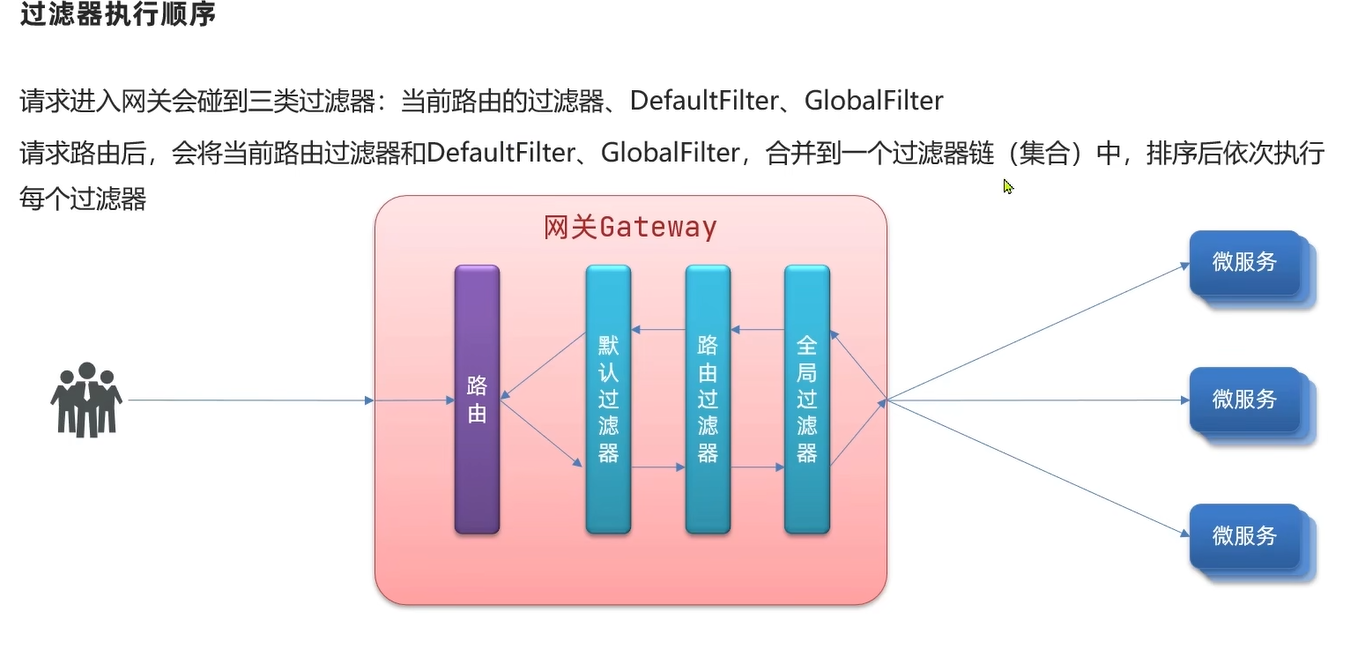 过滤器执行顺序
请求进入网关会碰到三类过滤器：当前路由的过滤器、DefaultFilter、GlobalFilter
请求路由后，会将当前路由过滤器和DefaultFilter、GlobalFilter，合并到一个过滤器链（集合）中，排序后依次执行
每个过滤器
网关Gateway
路由
默认过滤器
路由过滤器
全局过滤器
微服务
微服务
微服务